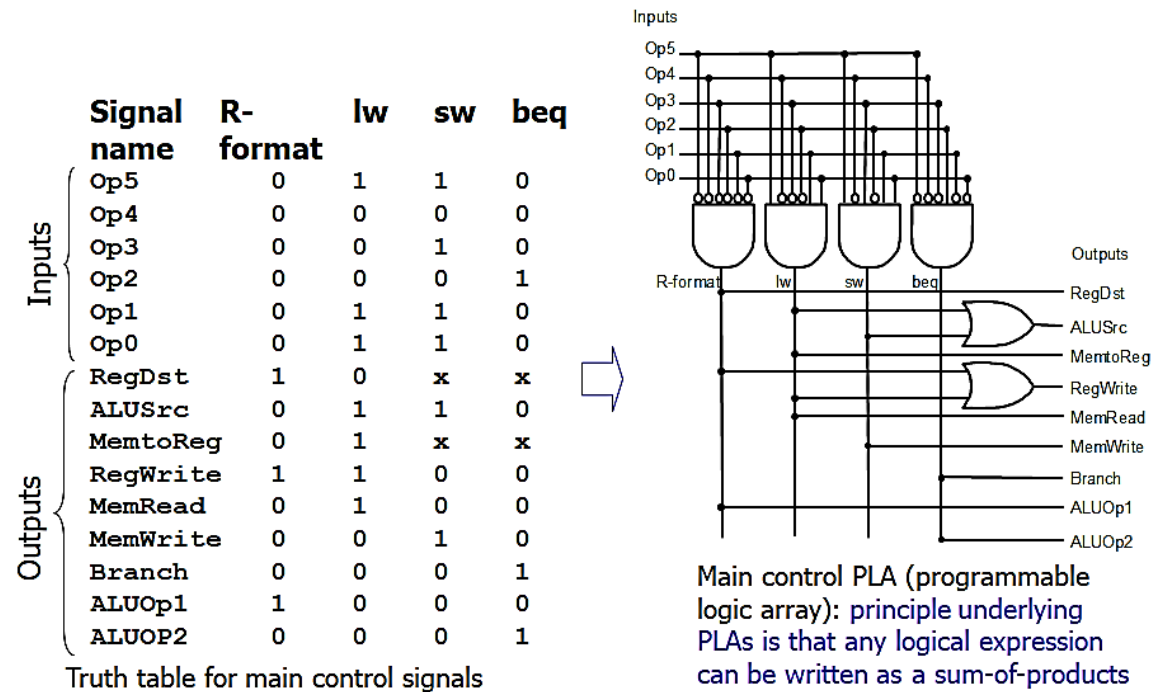 Signal R- lw sw beq
name format
Inputs
Op5 0 1 1 0
Op4 0 0 0 0
Op3 0 0 1 0
Op2 0 0 0 1
Op1 0 1 1 0
Op0 0 1 1 0
Outputs
RegDst 1 0 x x
ALUSrc 0 1 1 0
MemtoReg 0 1 x x
RegWrite 1 1 0 0
MemRead 0 1 0 0
MemWrite 0 0 1 0
Branch 0 0 0 1
ALUOp1 1 0 0 0
ALUOP2 0 0 0 1
Truth table for main control signals
Inputs
Op5
Op4
Op3
Op2
Op1
Op0
R-format lw sw beq
Outputs
RegDst
ALUSrc
MemtoReg
RegWrite
MemRead
MemWrite
Branch
ALUOp1
ALUOp2
Main control PLA (programmable
logic array): principle underlying
PLAs is that any logical expression
can be written as a sum-of-products